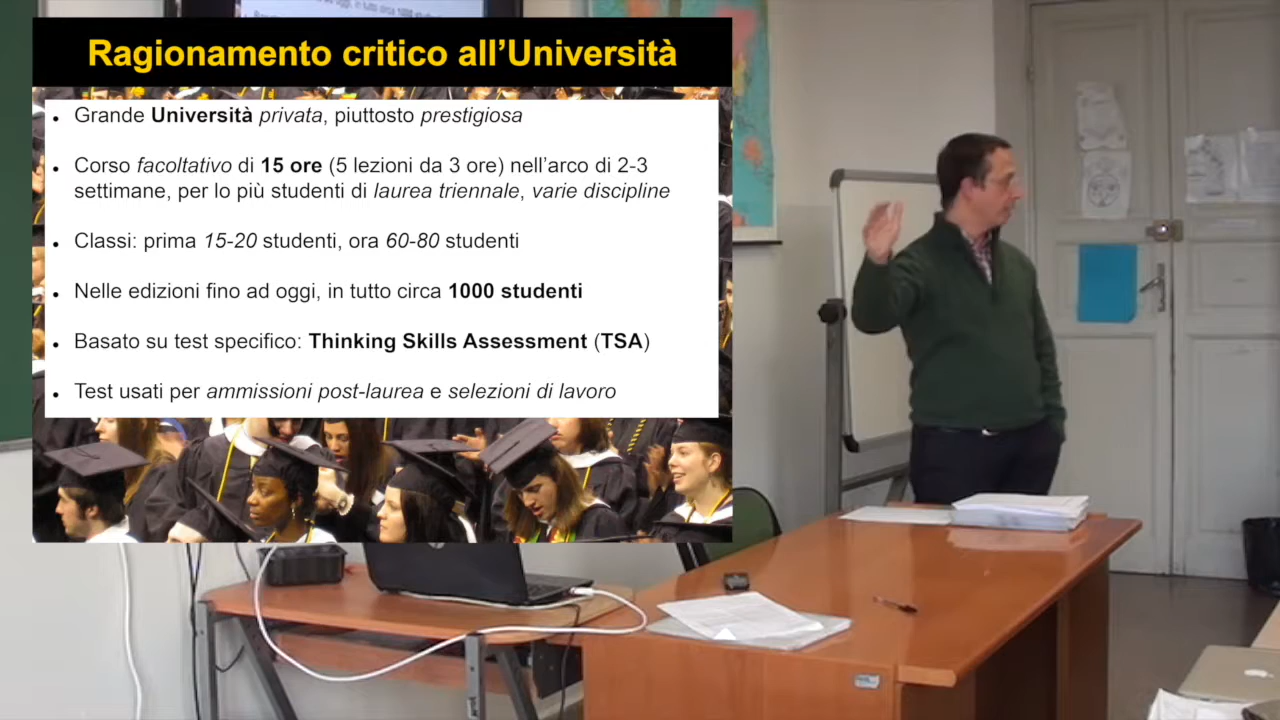 Ragionamento critico all'Università
• Grande Università privata, piuttosto prestigiosa
• Corso facoltativo di 15 ore (5 lezioni da 3 ore) nell'arco di 2-3
settimane, per lo più studenti di laurea triennale, varie discipline
• Classi: prima 15-20 studenti, ora 60-80 studenti
• Nelle edizioni fino ad oggi, in tutto circa 1000 studenti
• Basato su test specifico: Thinking Skills Assessment (TSA)
• Test usati per ammissioni post-laurea e selezioni di lavoro